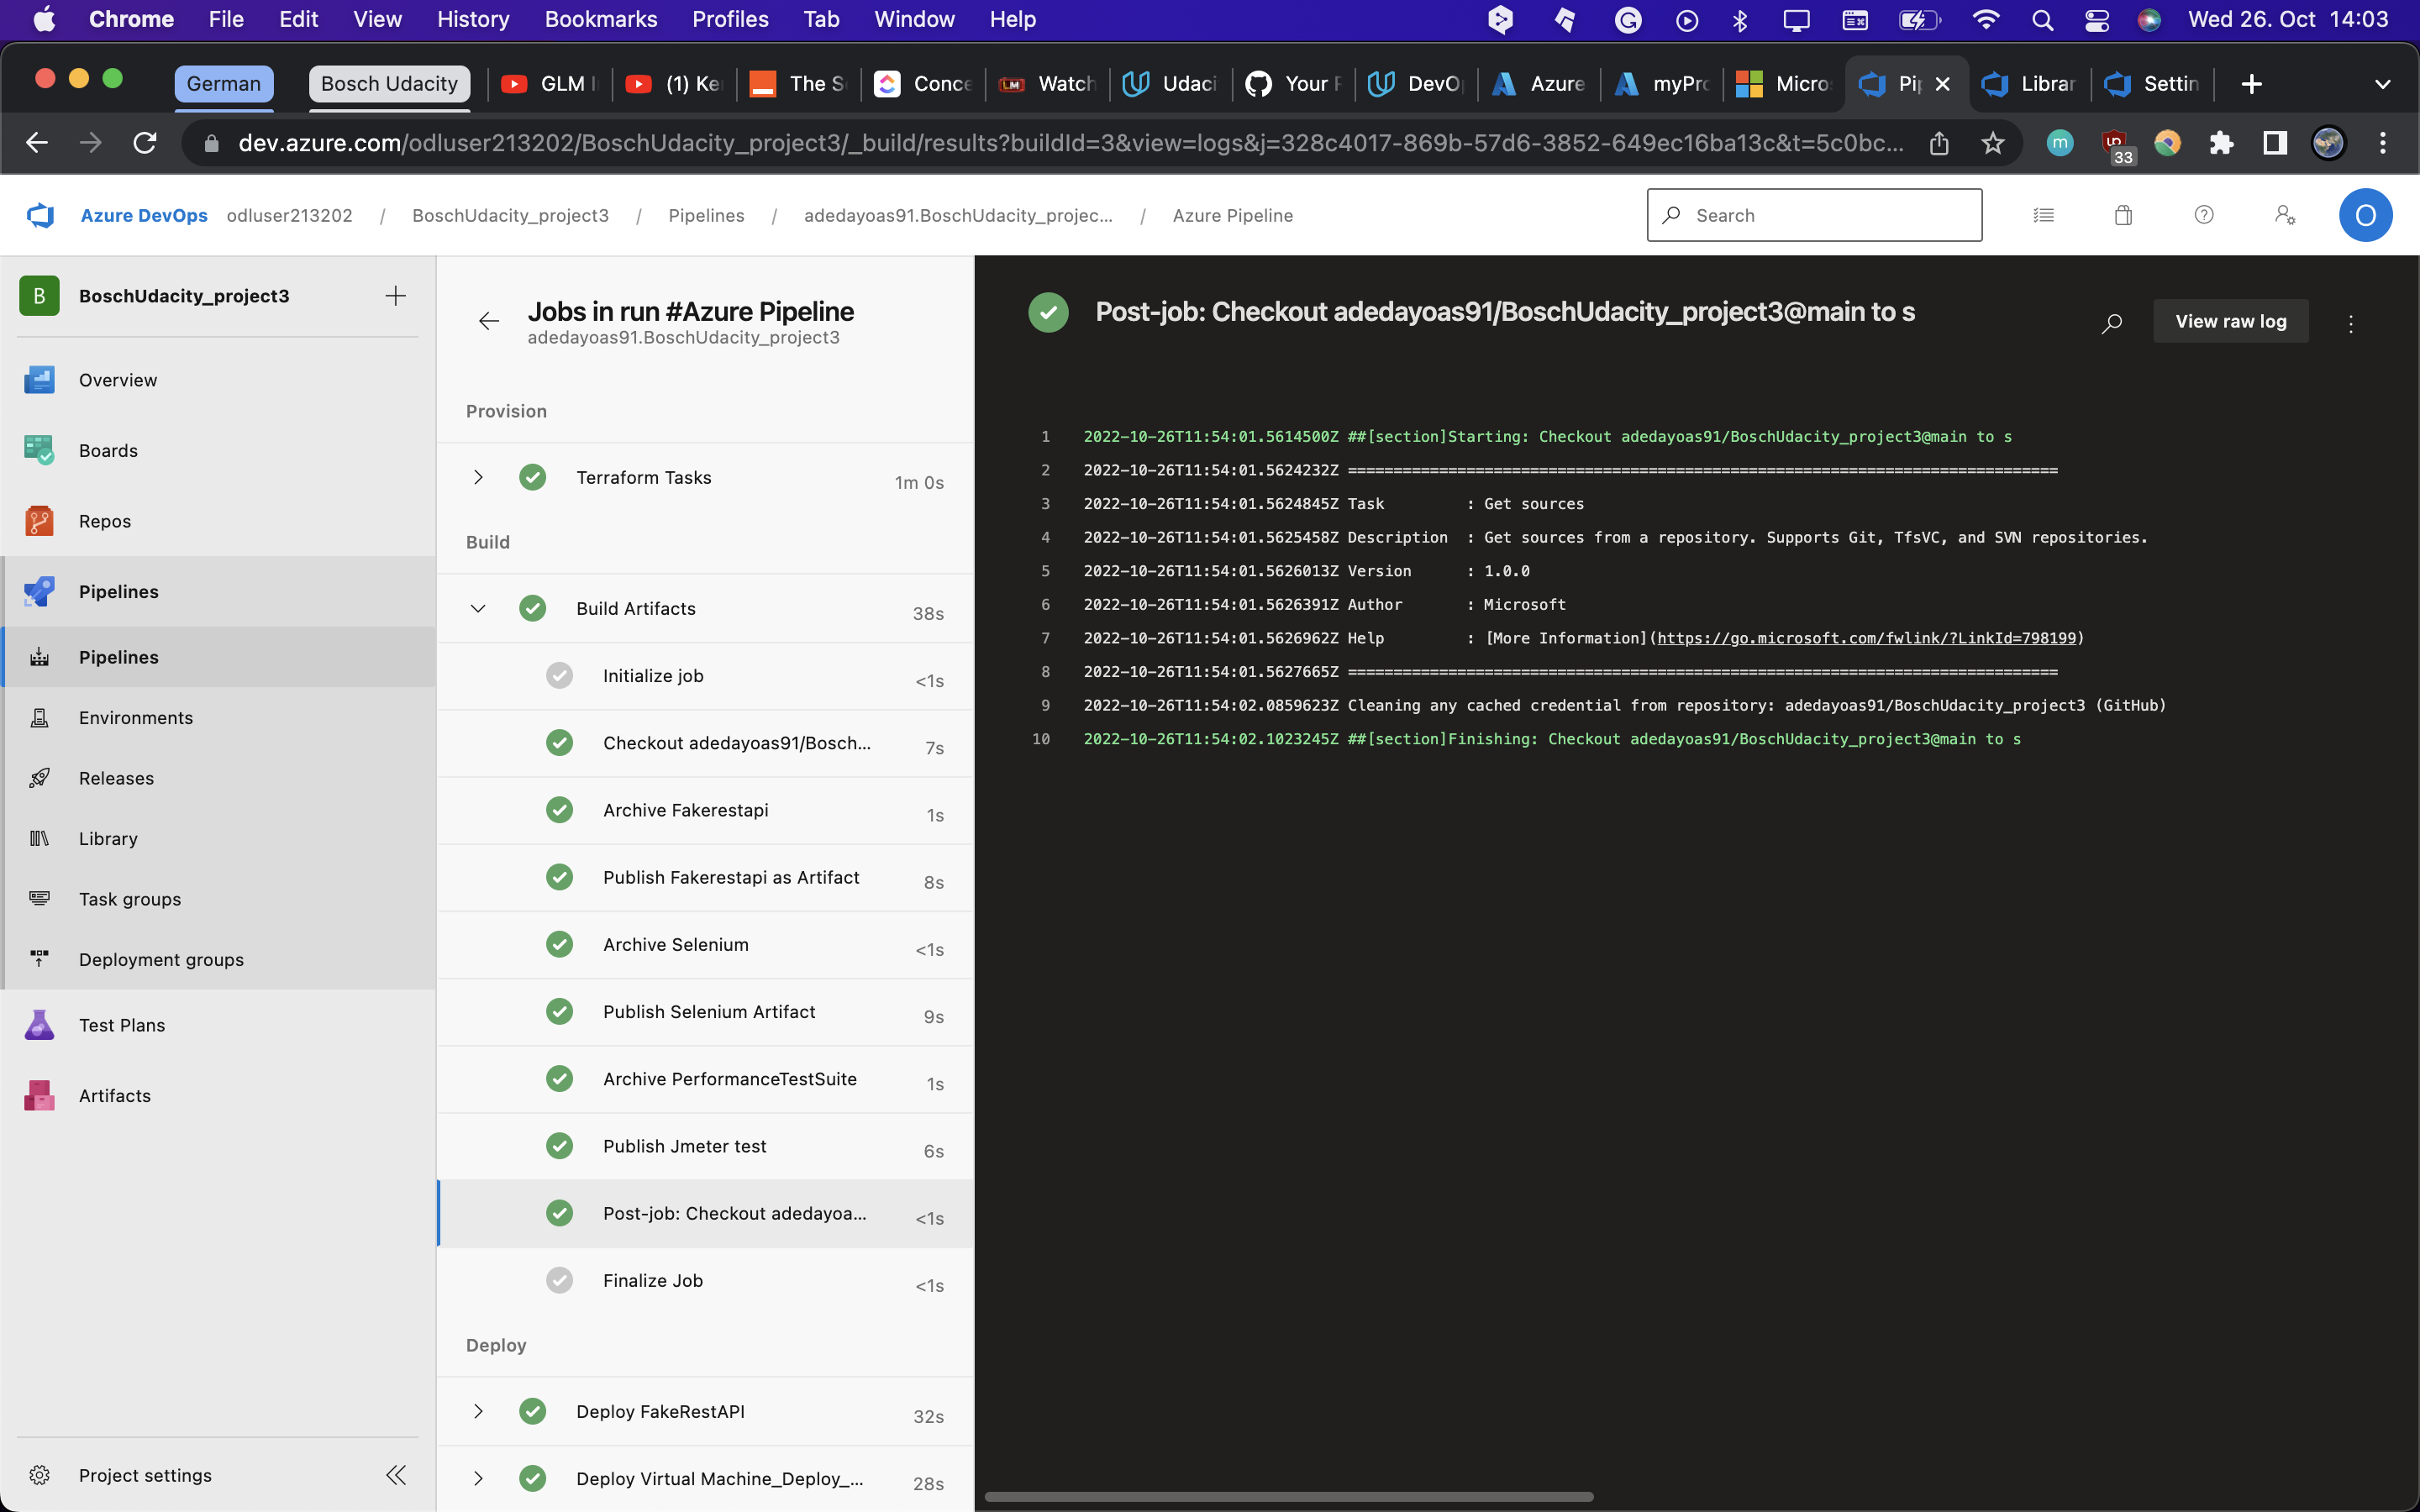 Chrome File Edit View History Bookmarks Profiles Tab Window Help Wed 26. Oct 14:03
German Bosch Udacity GLM (1) Ke The S Conce Watch Udaci Your DevO Azure myPro Micro Pi Librar Settin
dev.azure.com/odluser213202/BoschUdacity_project3/_build/results?buildId=3&view=logs&j=328c4017-869b-57d6-3852-649ec16ba13c&t=5c0bc... m 33
Azure DevOps odluser213202 / BoschUdacity_project3 / Pipelines / adedayoas91.BoschUdacity_projec... / Azure Pipeline Search O
B BoschUdacity_project3
Overview
Boards
Repos
Pipelines
Pipelines
Environments
Releases
Library
Task groups
Deployment groups
Test Plans
Artifacts
Project settings
Jobs in run #Azure Pipeline
adedayoas91.BoschUdacity_project3
Provision
Terraform Tasks 1m 0s
Build
Build Artifacts 38s
Initialize job <1s
Checkout adedayoas91/Bosch... 7s
Archive Fakerestapi 1s
Publish Fakerestapi as Artifact 8s
Archive Selenium <1s
Publish Selenium Artifact 9s
Archive PerformanceTestSuite 1s
Publish Jmeter test 6s
Post-job: Checkout adedayoa... <1s
Finalize Job <1s
Deploy
Deploy FakeRestAPI 32s
Deploy Virtual Machine_Deploy_... 28s
Post-job: Checkout adedayoas91/BoschUdacity_project3@main to s
View raw log
1 2022-10-26T11:54:01.5614500Z ##[section]Starting: Checkout adedayoas91/BoschUdacity_project3@main to s
2 2022-10-26T11:54:01.5624232Z ==============================================================================
3 2022-10-26T11:54:01.5624845Z Task : Get sources
4 2022-10-26T11:54:01.5625458Z Description : Get sources from a repository. Supports Git, TfsVC, and SVN repositories.
5 2022-10-26T11:54:01.5626013Z Version : 1.0.0
6 2022-10-26T11:54:01.5626391Z Author : Microsoft
7 2022-10-26T11:54:01.5626962Z Help : [More Information](https://go.microsoft.com/fwlink/?LinkId=798199)
8 2022-10-26T11:54:01.5627665Z ==============================================================================
9 2022-10-26T11:54:02.0859623Z Cleaning any cached credential from repository: adedayoas91/BoschUdacity_project3 (GitHub)
10 2022-10-26T11:54:02.1023245Z ##[section]Finishing: Checkout adedayoas91/BoschUdacity_project3@main to s